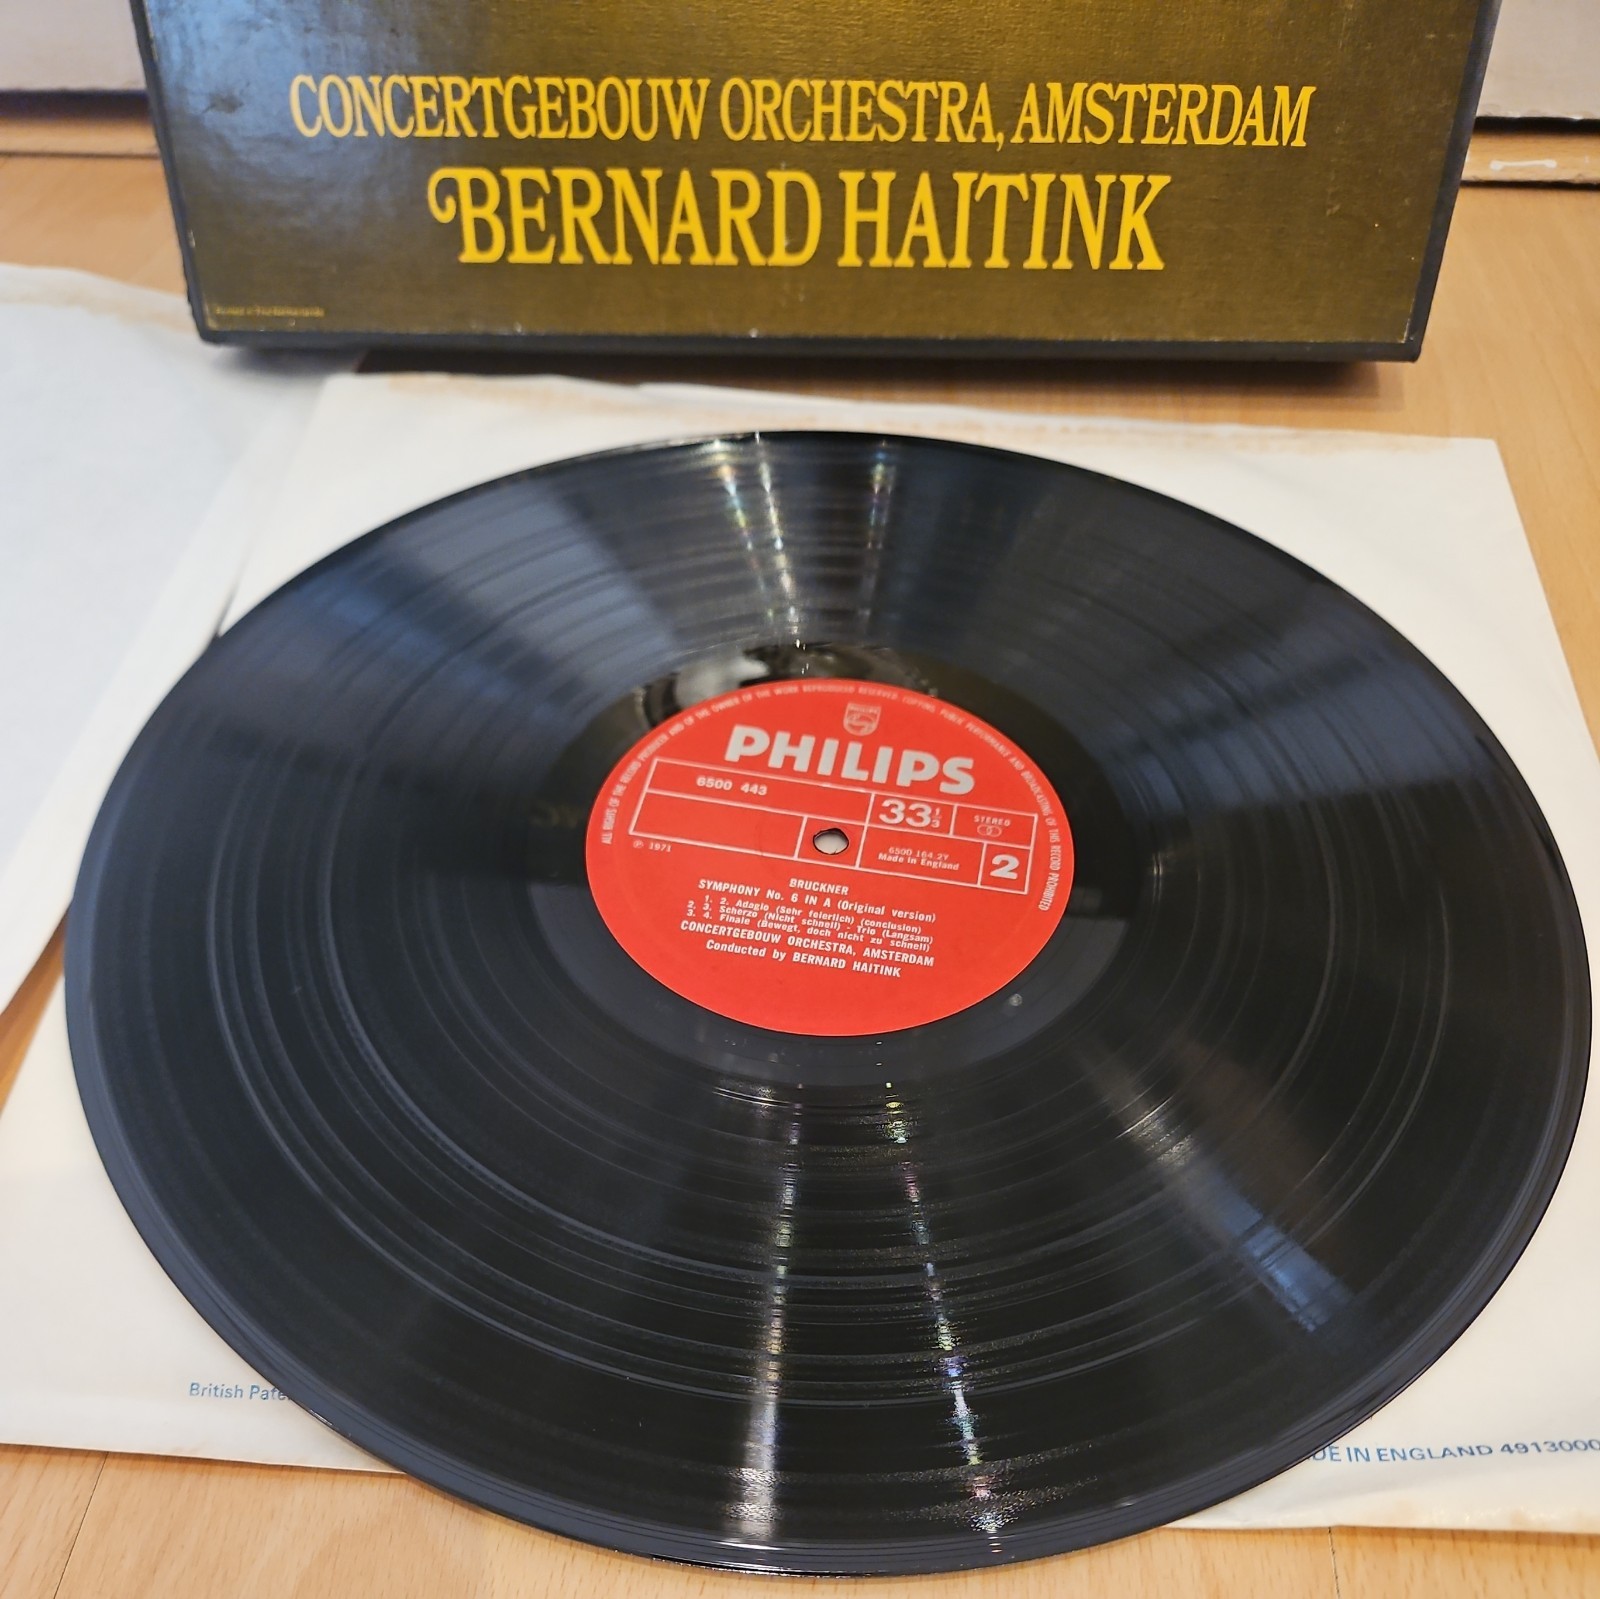 CONCERTGEBOUW ORCHESTRA, AMSTERDAM
BERNARD HAITINK
ALL RIGHTS OF THE RECORD PRODUCER AND OF THE OWNER OF THE WORK REPRODUCED RESERVED. COPYING, PUBLIC PERFORMANCE AND BROADCASTING OF THIS RECORD PROHIBITED
PHILIPS
PHILIPS
6500 443
33 1/3
STEREO
℗ 1971
6500 164.2Y
Made in England
2
BRUCKNER
SYMPHONY No. 6 IN A (Original version)
1. 2. Adagio (Sehr feierlich) (conclusion)
2. 3. Scherzo (Nicht schnell) - Trio (Langsam)
3. 4. Finale (Bewegt, doch nicht zu schnell)
CONCERTGEBOUW ORCHESTRA, AMSTERDAM
Conducted by BERNARD HAITINK
British Pate
DE IN ENGLAND 4913000